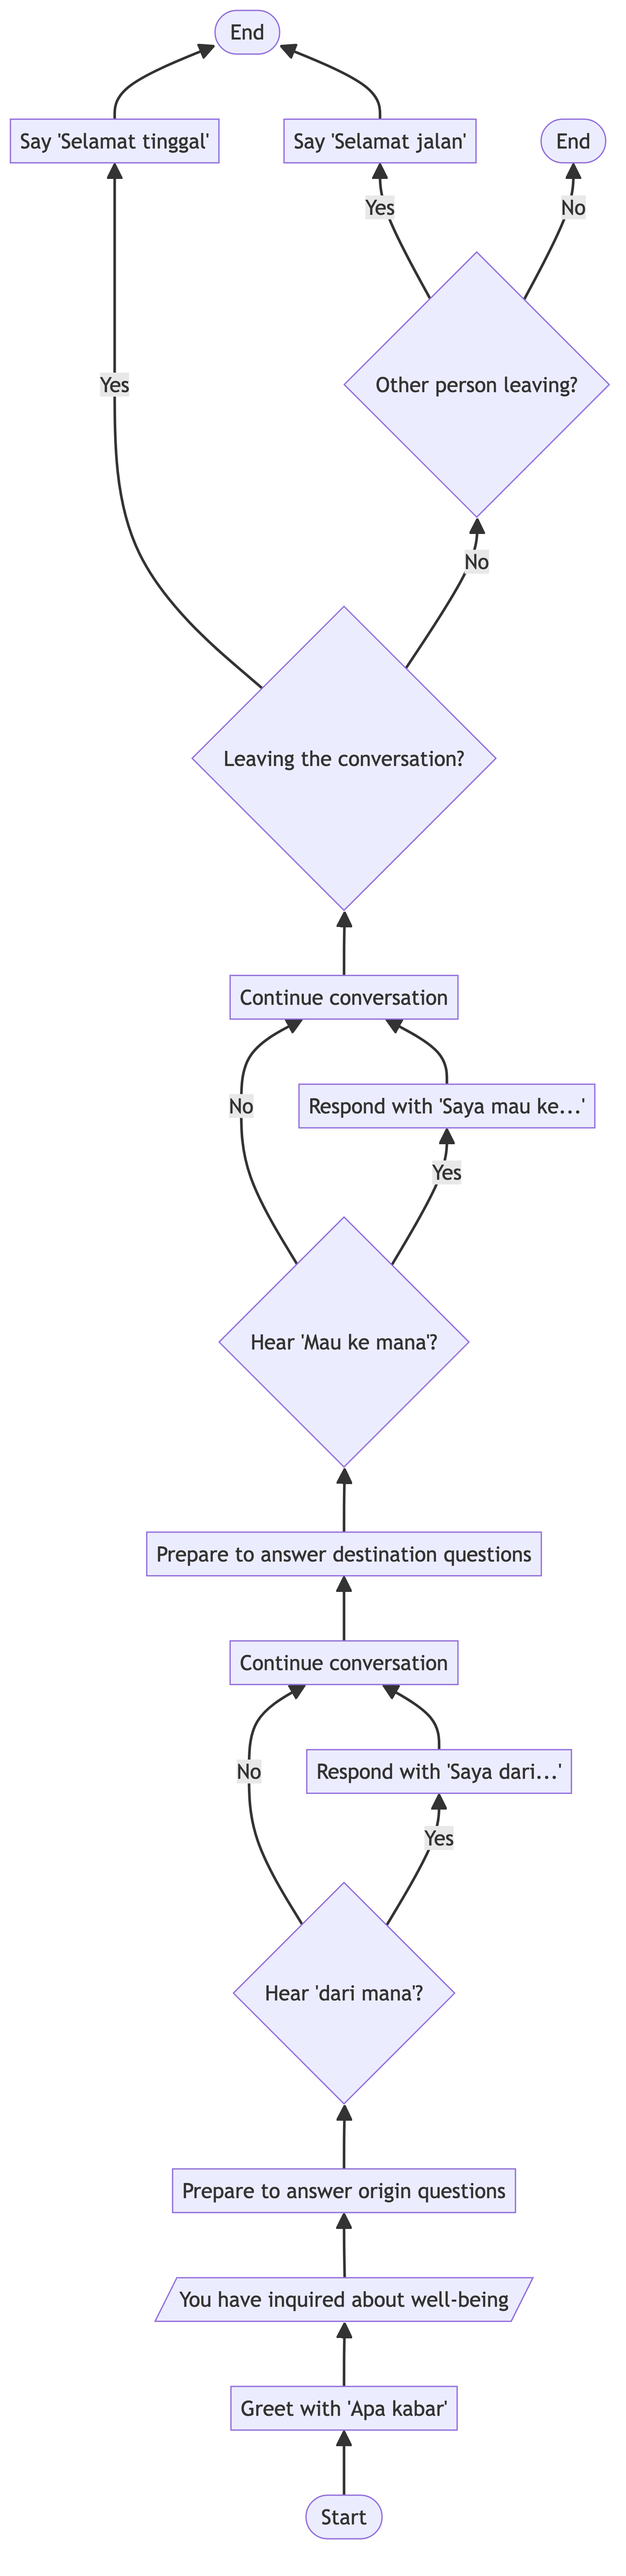 End
Say 'Selamat tinggal'
Say 'Selamat jalan'
End
Yes
No
Other person leaving?
Yes
No
Leaving the conversation?
Continue conversation
No
Respond with 'Saya mau ke...'
Yes
Hear 'Mau ke mana'?
Prepare to answer destination questions
Continue conversation
No
Respond with 'Saya dari...'
Yes
Hear 'dari mana'?
Prepare to answer origin questions
You have inquired about well-being
Greet with 'Apa kabar'
Start